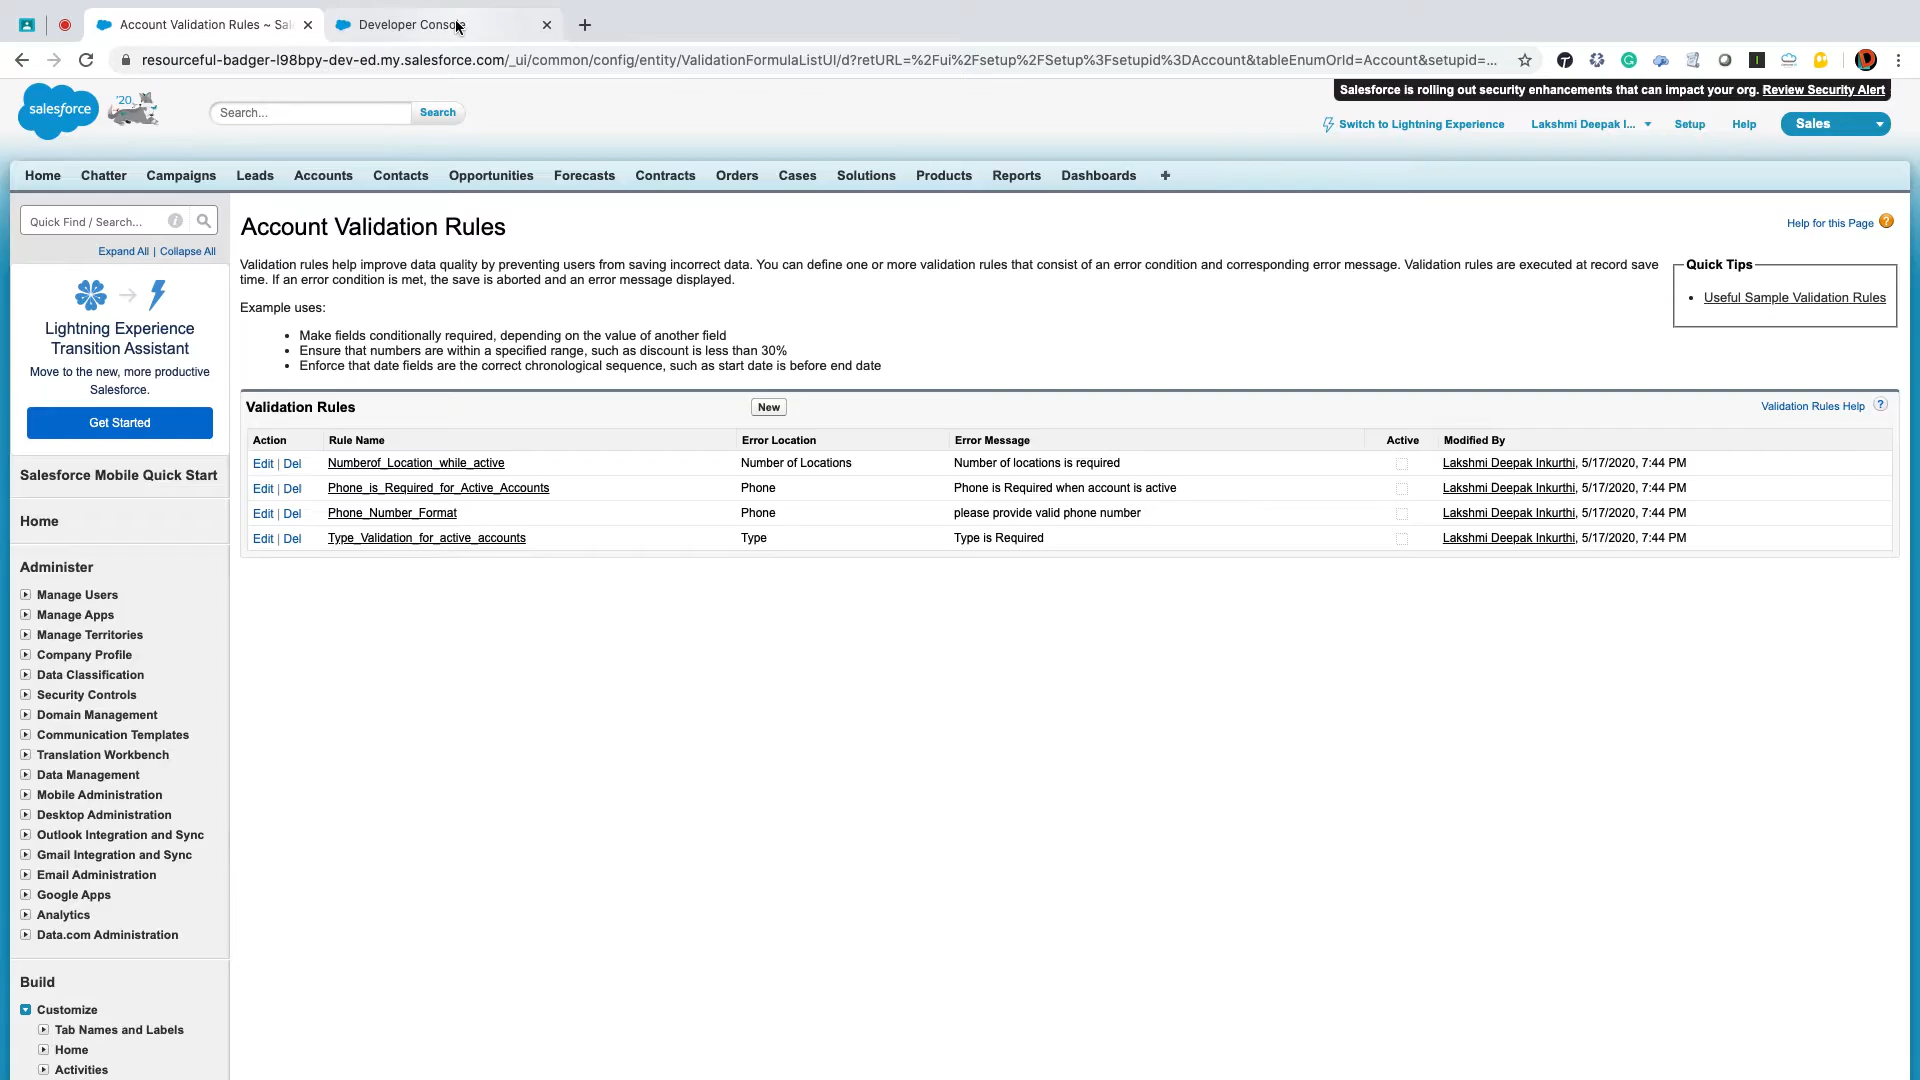 Account Validation Rules ~ Sal
Developer Console
resourceful-badger-l98bpy-dev-ed.my.salesforce.com/_ui/common/config/entity/ValidationFormulaListUI/d?retURL=%2Fui%2Fsetup%2FSetup%3Fsetupid%3DAccount&tableEnumOrId=Account&setupid=...
Salesforce is rolling out security enhancements that can impact your org. Review Security Alert
salesforce
'20
Search...
Search
Switch to Lightning Experience
Lakshmi Deepak I...
Setup
Help
Sales
Home
Chatter
Campaigns
Leads
Accounts
Contacts
Opportunities
Forecasts
Contracts
Orders
Cases
Solutions
Products
Reports
Dashboards
+
Quick Find / Search...
Expand All | Collapse All
Lightning Experience
Transition Assistant
Move to the new, more productive
Salesforce.
Get Started
Salesforce Mobile Quick Start
Home
Administer
Manage Users
Manage Apps
Manage Territories
Company Profile
Data Classification
Security Controls
Domain Management
Communication Templates
Translation Workbench
Data Management
Mobile Administration
Desktop Administration
Outlook Integration and Sync
Gmail Integration and Sync
Email Administration
Google Apps
Analytics
Data.com Administration
Build
Customize
Tab Names and Labels
Home
Activities
Account Validation Rules
Help for this Page ?
Validation rules help improve data quality by preventing users from saving incorrect data. You can define one or more validation rules that consist of an error condition and corresponding error message. Validation rules are executed at record save
time. If an error condition is met, the save is aborted and an error message displayed.
Example uses:
• Make fields conditionally required, depending on the value of another field
• Ensure that numbers are within a specified range, such as discount is less than 30%
• Enforce that date fields are the correct chronological sequence, such as start date is before end date
Quick Tips
• Useful Sample Validation Rules
Validation Rules
New
Validation Rules Help ?
Action Rule Name Error Location Error Message Active Modified By
Edit | Del Numberof_Location_while_active Number of Locations Number of locations is required Lakshmi Deepak Inkurthi, 5/17/2020, 7:44 PM
Edit | Del Phone_is_Required_for_Active_Accounts Phone Phone is Required when account is active Lakshmi Deepak Inkurthi, 5/17/2020, 7:44 PM
Edit | Del Phone_Number_Format Phone please provide valid phone number Lakshmi Deepak Inkurthi, 5/17/2020, 7:44 PM
Edit | Del Type_Validation_for_active_accounts Type Type is Required Lakshmi Deepak Inkurthi, 5/17/2020, 7:44 PM